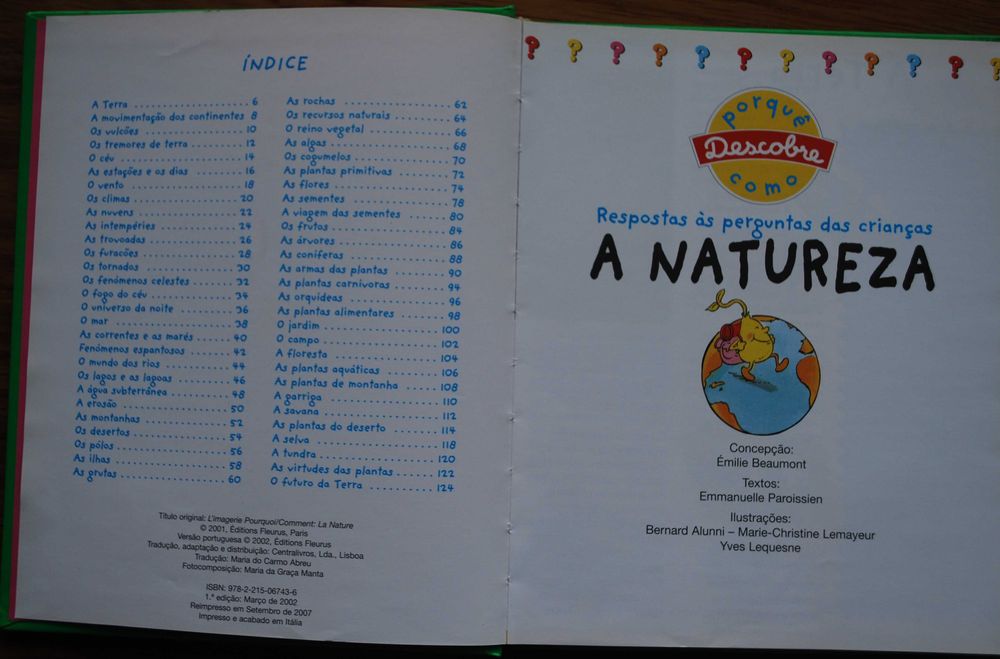 ÍNDICE
A Terra ........................ 6
A movimentação dos continentes 8
Os vulcões .................. 10
Os tremores de terra .......... 12
O céu ........................ 14
As estações e os dias .......... 16
O vento ...................... 18
Os climas .................... 20
As nuvens .................... 22
As intempéries ................ 24
As trovoadas .................. 26
Os furacões .................. 28
Os tornados .................. 30
Os fenómenos celestes .......... 32
O fogo do céu ................ 34
O universo da noite ............ 36
O mar ........................ 38
As correntes e as marés ........ 40
Fenómenos espantosos .......... 42
O mundo dos rios .............. 44
Os lagos e as lagoas ............ 46
A água subterrânea ............ 48
A erosão ...................... 50
As montanhas .................. 52
Os desertos .................... 54
Os pólos ...................... 56
As ilhas ...................... 58
As grutas .................... 60
As rochas .................... 62
Os recursos naturais .......... 64
O reino vegetal ................ 66
As algas ...................... 68
Os cogumelos .................. 70
As plantas primitivas .......... 72
As flores .................... 74
As sementes .................. 78
A viagem das sementes .......... 80
Os frutos .................... 84
As árvores .................... 86
As coníferas .................. 88
As armas das plantas .......... 90
As plantas carnívoras .......... 94
As orquídeas .................. 96
As plantas alimentares .......... 98
O jardim .................... 100
O campo .................... 102
A floresta .................... 104
As plantas aquáticas .......... 106
As plantas de montanha ........ 108
A garriga .................... 110
A savana .................... 112
As plantas do deserto .......... 114
A selva ...................... 118
A tundra .................... 120
As virtudes das plantas ........ 122
O futuro da Terra ............ 124
Título original: L'imagerie Pourquoi/Comment: La Nature
© 2001, Éditions Fleurus, Paris
Versão portuguesa © 2002, Éditions Fleurus
Tradução, adaptação e distribuição: Centralivros, Lda., Lisboa
Tradução: Maria do Carmo Abreu
Fotocomposição: Maria da Graça Manta
ISBN: 978-2-215-06743-6
1.ª edição: Março de 2002
Reimpresso em Setembro de 2007
Impresso e acabado em Itália
? ? ? ? ? ? ? ? ? ? ? ?
porquê
Descobre
como
Respostas às perguntas das crianças
A NATUREZA
Concepção:
Émilie Beaumont
Textos:
Emmanuelle Paroissien
Ilustrações:
Bernard Alunni – Marie-Christine Lemayeur
Yves Lequesne